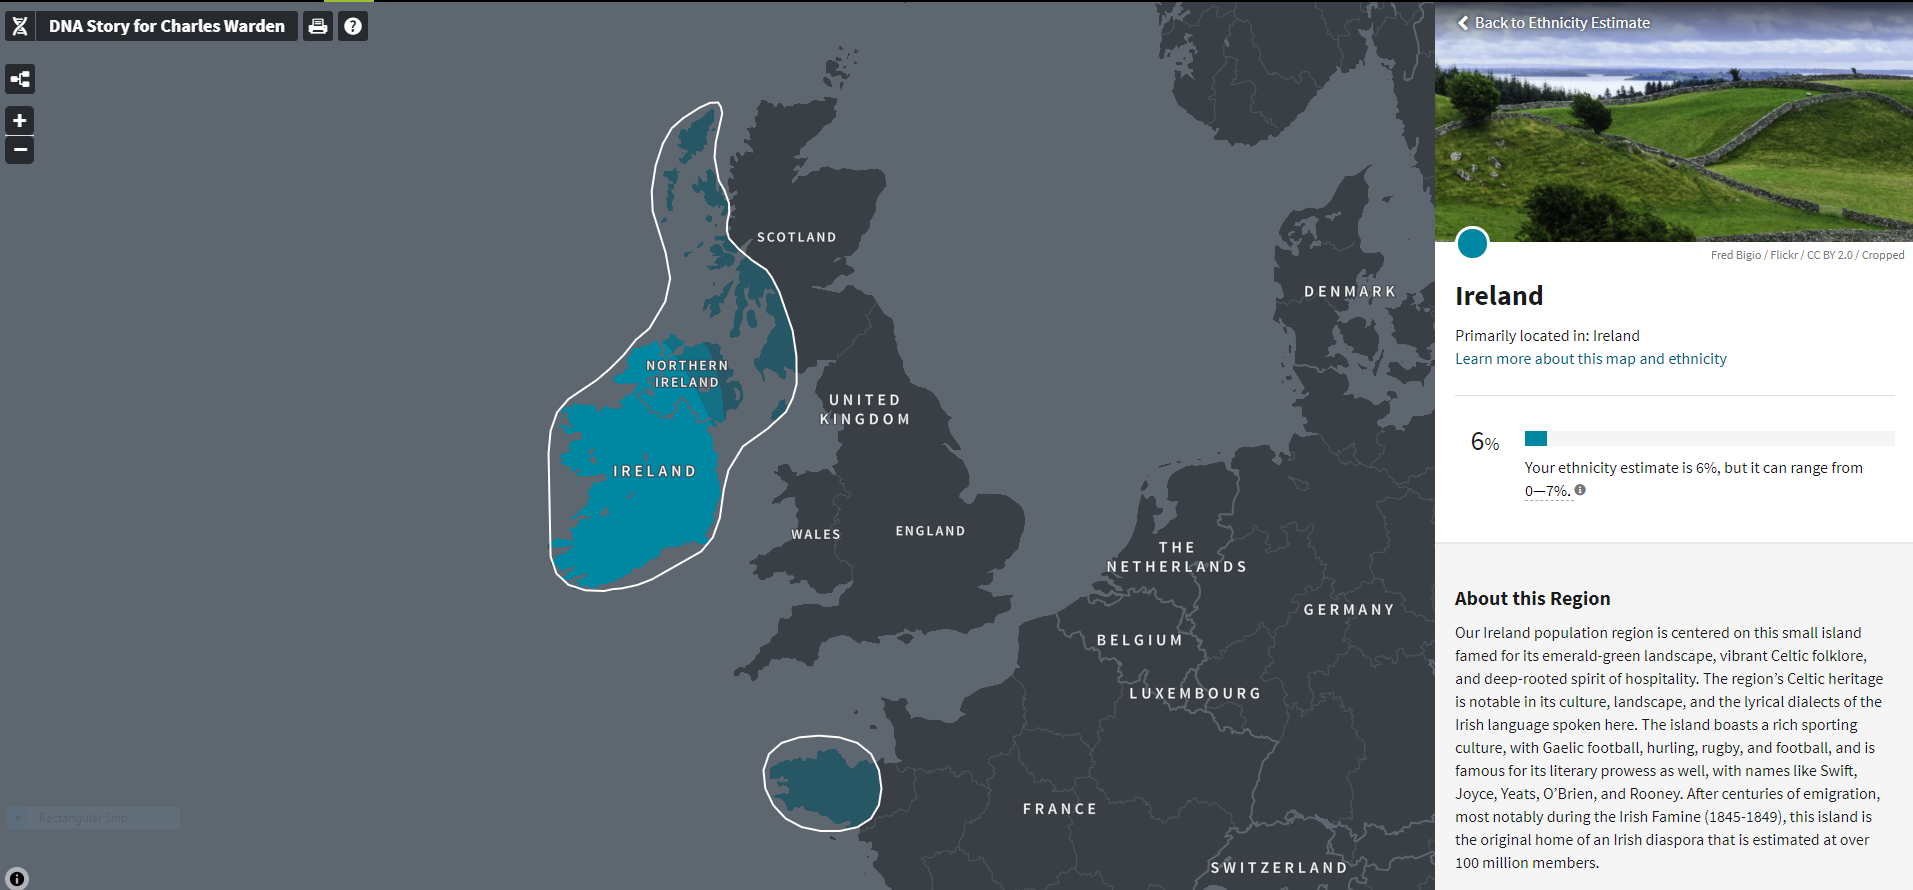 DNA Story for Charles Warden
SCOTLAND
DENMARK
NORTHERN
IRELAND
UNITED
KINGDOM
IRELAND
WALES
ENGLAND
THE
NETHERLANDS
GERMANY
BELGIUM
LUXEMBOURG
FRANCE
SWITZERLAND
Rectangular Snip
Back to Ethnicity Estimate
Fred Bigio / Flickr / CC BY 2.0 / Cropped
Ireland
Primarily located in: Ireland
Learn more about this map and ethnicity
6%
Your ethnicity estimate is 6%, but it can range from
0—7%.
About this Region
Our Ireland population region is centered on this small island
famed for its emerald-green landscape, vibrant Celtic folklore,
and deep-rooted spirit of hospitality. The region's Celtic heritage
is notable in its culture, landscape, and the lyrical dialects of the
Irish language spoken here. The island boasts a rich sporting
culture, with Gaelic football, hurling, rugby, and football, and is
famous for its literary prowess as well, with names like Swift,
Joyce, Yeats, O'Brien, and Rooney. After centuries of emigration,
most notably during the Irish Famine (1845-1849), this island is
the original home of an Irish diaspora that is estimated at over
100 million members.